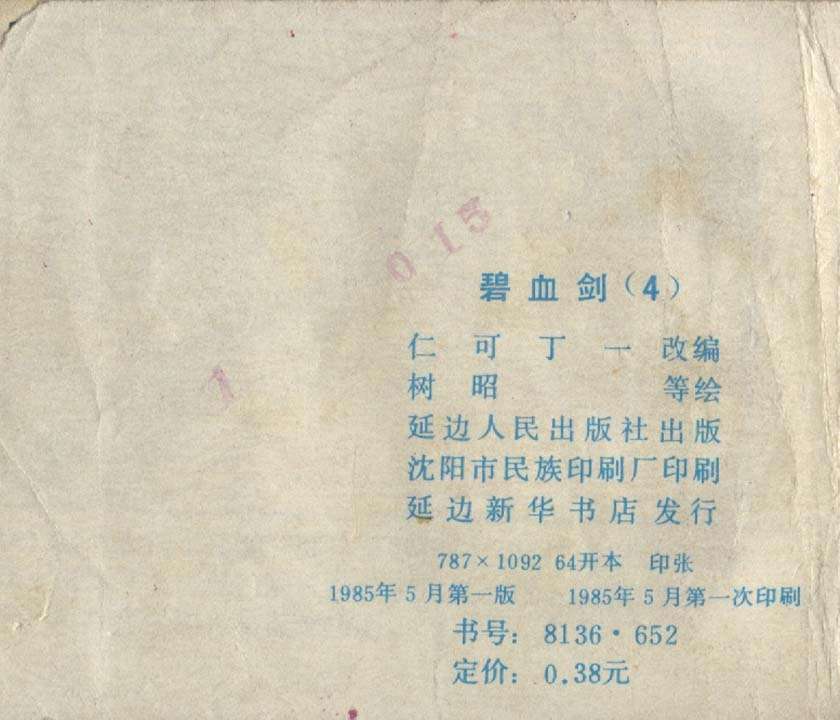 碧血剑（4）
仁可丁一 改编
树昭 等绘
延边人民出版社出版
沈阳市民族印刷厂印刷
延边新华书店发行
787×1092 64开本 印张
1985年5月第一版 1985年5月第一次印刷
书号：8136·652
定价：0.38元
015
1